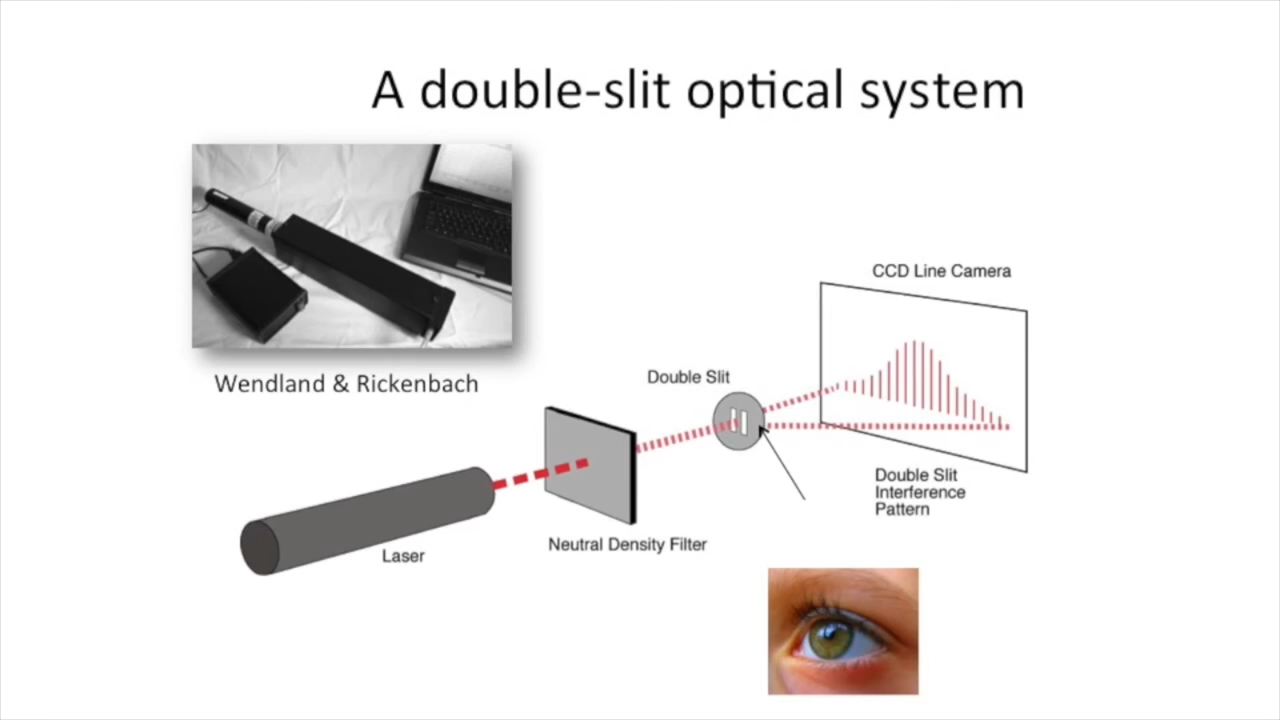 A double-slit optical system
CCD Line Camera
Double Slit
Wendland & Rickenbach
Double Slit
Interference
Pattern
Neutral Density Filter
Laser